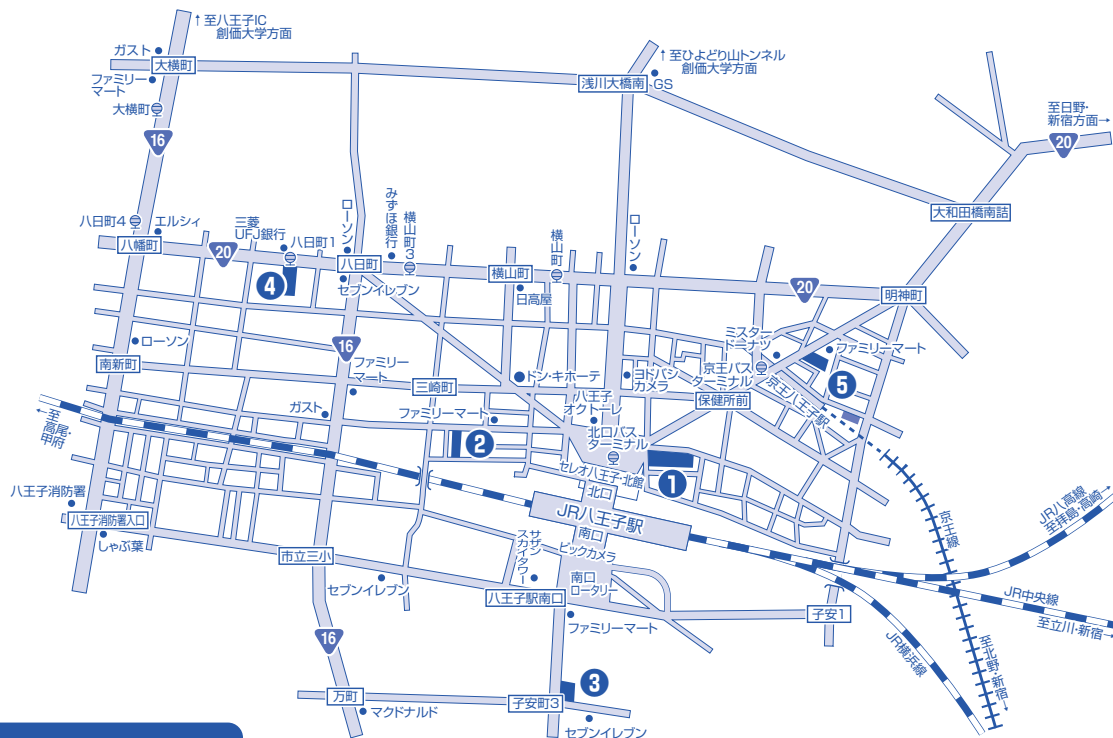 ↑至八王子IC
創価大学方面
ガスト
大横町
ファミリー
マート
大横町
16
↑至ひよどり山トンネル
創価大学方面
浅川大橋南
GS
至日野・
新宿方面→
20
大和田橋南詰
八日町4
エルシィ
八幡町
20
三菱
UFJ銀行
八日町1
ローソン
八日町
みずほ銀行
横山町3
セブンイレブン
横山町
日高屋
横山町
ローソン
20
明神町
4
ローソン
南新町
16
ファミリー
マート
三崎町
ドン・キホーテ
ヨドバシ
カメラ
ミスター
ドーナツ
ファミリーマート
京王バス
ターミナル
京王八王子駅
5
保健所前
ガスト
ファミリーマート
八王子
オクトーレ
北口バス
ターミナル
2
1
←至
高尾・
甲府
セレオ八王子・北館
北口
JR八王子駅
南口
ビックカメラ
八王子消防署
八王子消防署入口
しゃぶ葉
市立三小
セブンイレブン
サザン
スカイタワー
南口
ロータリー
八王子駅南口
ファミリーマート
子安1
京王線
JR八高線
至拝島・高崎→
JR中央線
至立川・新宿→
JR横浜線
至北野・新宿→
16
万町
マクドナルド
3
子安町3
セブンイレブン